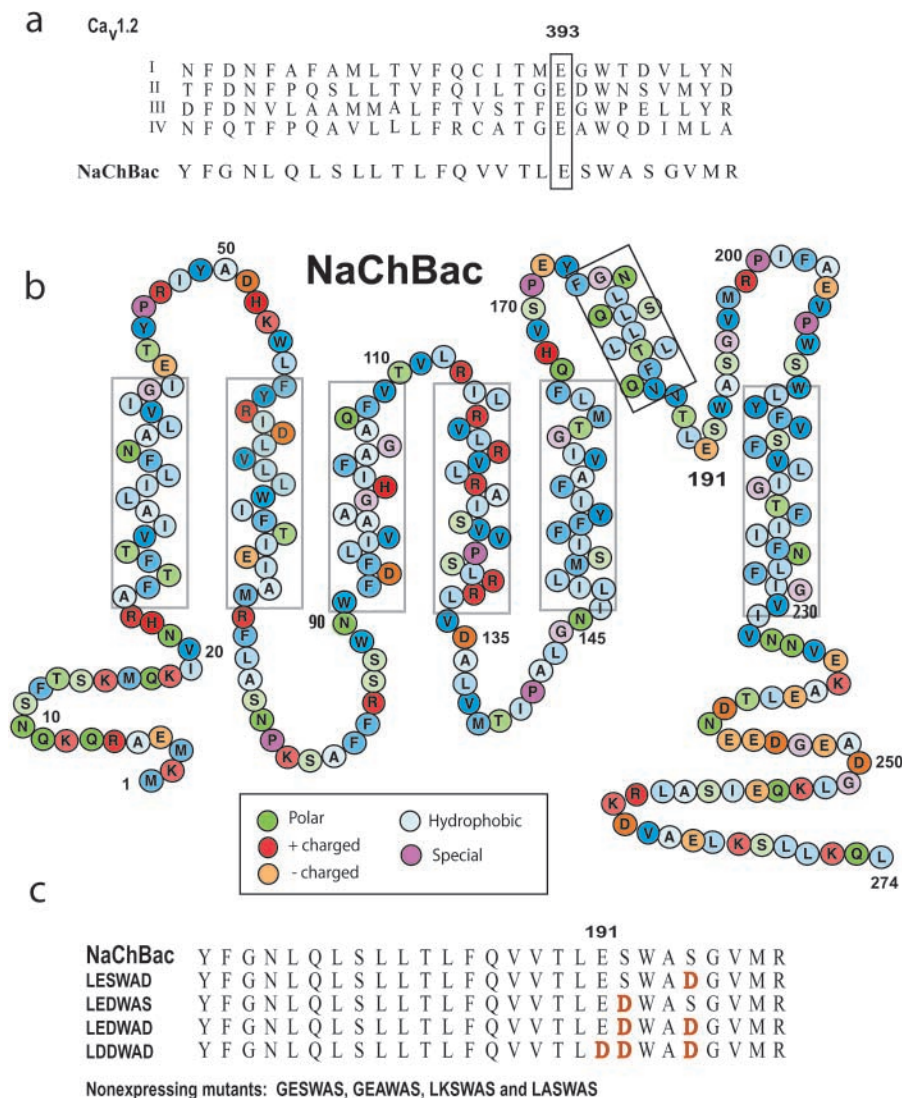 a
Cav1.2
393
I N F D N F A F A M L T V F Q C I T M E G W T D V L Y N
II T F D N F P Q S L L T V F Q I L T G E D W N S V M Y D
III D F D N V L A A M M A L F T V S T F E G W P E L L Y R
IV N F Q T F P Q A V L L L F R C A T G E A W Q D I M L A
NaChBac Y F G N L Q L S L L T L F Q V V T L E S W A S G V M R
b
NaChBac
1
M K M E A R Q K Q N
10
S F T S K M Q K I V
20
N H R A F T F T V I A L I L F N A L I V G I E T Y P R I Y A
50
D H K W L F Y R I D L V L L W I F T I E I A M R F L A S N P K S A F F R S S W N
90
W F D F L I V A A G H I F A G A Q F V
110
T V L R I L R V L R V L R A I S V V P S L R R L V D
135
A L V M T I P A L G N
145
I L I L M S I F F Y I F A V I G T M L F Q H V S
170
P E Y F G N L Q L S L L T L F Q V V T L E
191
S W A S G V M R P
200
I F A E V P W S W V Y F V S F V L I G T F I I F N L F I G V
230
I V N N V E K A E L T D N E E D G E A D
250
G L K Q E I S A L R K D V A E L K S L L K Q L
274
Polar
+ charged
- charged
Hydrophobic
Special
c
191
NaChBac Y F G N L Q L S L L T L F Q V V T L E S W A S G V M R
LESWAD Y F G N L Q L S L L T L F Q V V T L E S W A D G V M R
LEDWAS Y F G N L Q L S L L T L F Q V V T L E D W A S G V M R
LEDWAD Y F G N L Q L S L L T L F Q V V T L E D W A D G V M R
LDDWAD Y F G N L Q L S L L T L F Q V V T L D D W A D G V M R
Nonexpressing mutants: GESWAS, GEAWAS, LKSWAS and LASWAS